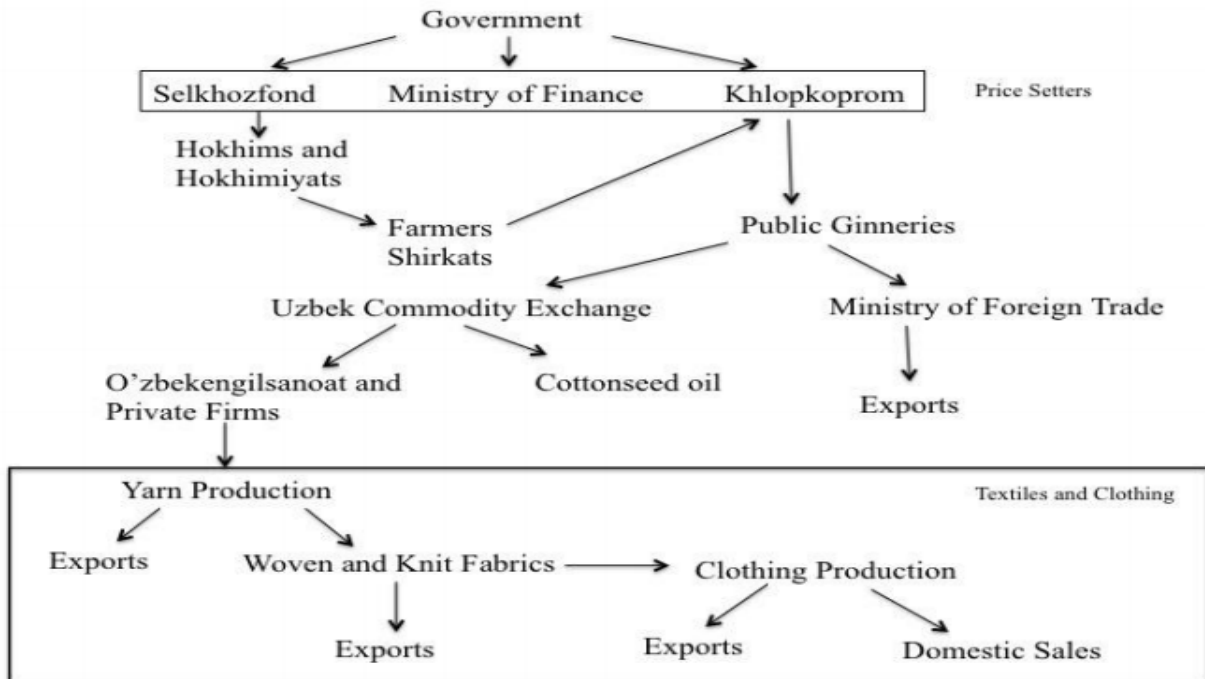 Government
Selkhozfond Ministry of Finance Khlopkoprom Price Setters
Hokhims and
Hokhimiyats
Farmers
Shirkats
Public Ginneries
Uzbek Commodity Exchange
Ministry of Foreign Trade
O'zbekengilsanoat and
Private Firms
Cottonseed oil
Exports
Yarn Production
Textiles and Clothing
Exports
Woven and Knit Fabrics
Clothing Production
Exports
Exports
Domestic Sales